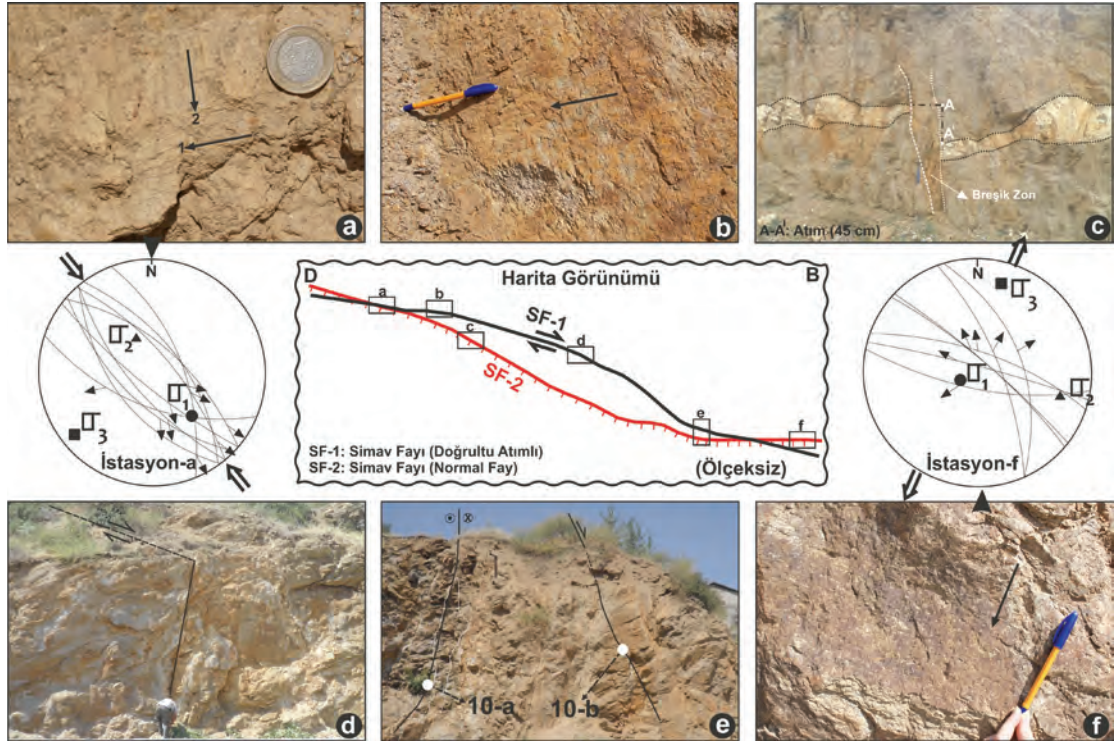 2
1
a
b
A
A'
Breşik Zon
A-A': Atım (45 cm)
c
N
σ2
σ1
σ3
İstasyon-a
D
Harita Görünümü
B
a
b
SF-1
c
d
SF-2
e
f
SF-1: Simav Fayı (Doğrultu Atımlı)
SF-2: Simav Fayı (Normal Fay)
(Ölçeksiz)
N
σ3
σ1
σ2
İstasyon-f
d
10-a
10-b
e
f